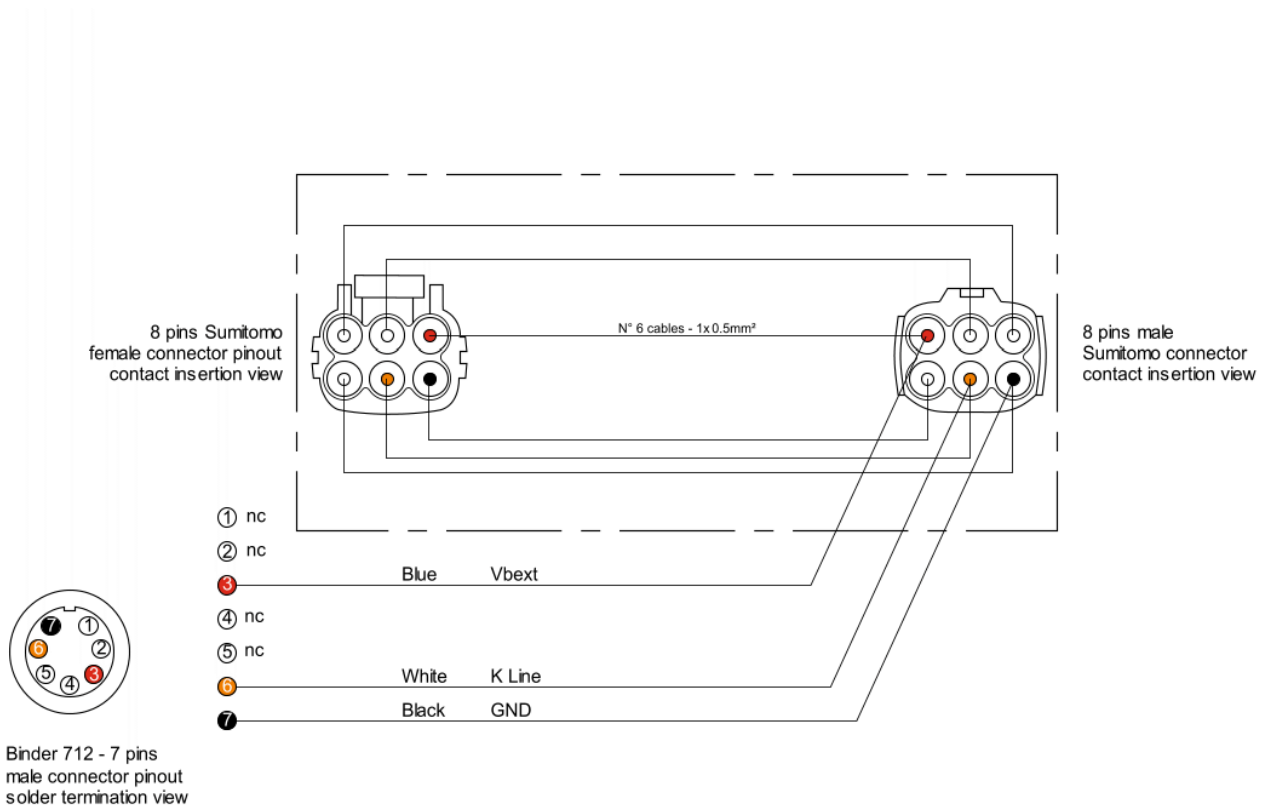 N° 6 cables - 1x0.5mm²
8 pins Sumitomo
female connector pinout
contact insertion view
8 pins male
Sumitomo connector
contact insertion view
1 nc
2 nc
3 Blue Vbext
4 nc
5 nc
6 White K Line
7 Black GND
7 1
6 2
5 3
4
Binder 712 - 7 pins
male connector pinout
solder termination view